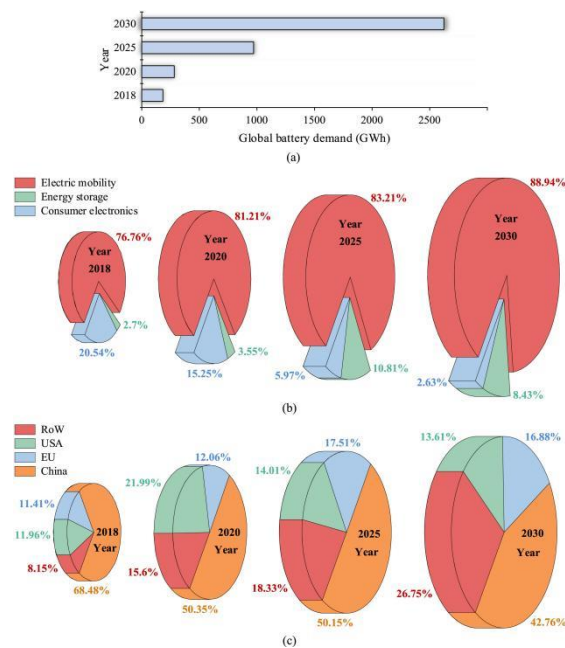 2030
2025
2020
2018
Year
0 500 1000 1500 2000 2500
Global battery demand (GWh)
(a)
Electric mobility
Energy storage
Consumer electronics
76.76%
Year
2018
2.7%
20.54%
81.21%
Year
2020
3.55%
15.25%
83.21%
Year
2025
10.81%
5.97%
88.94%
Year
2030
8.43%
2.63%
(b)
RoW
USA
EU
China
11.41%
11.96%
8.15%
68.48%
2018
Year
21.99%
12.06%
15.6%
50.35%
2020
Year
14.01%
17.51%
18.33%
50.15%
2025
Year
13.61%
16.88%
26.75%
42.76%
2030
Year
(c)